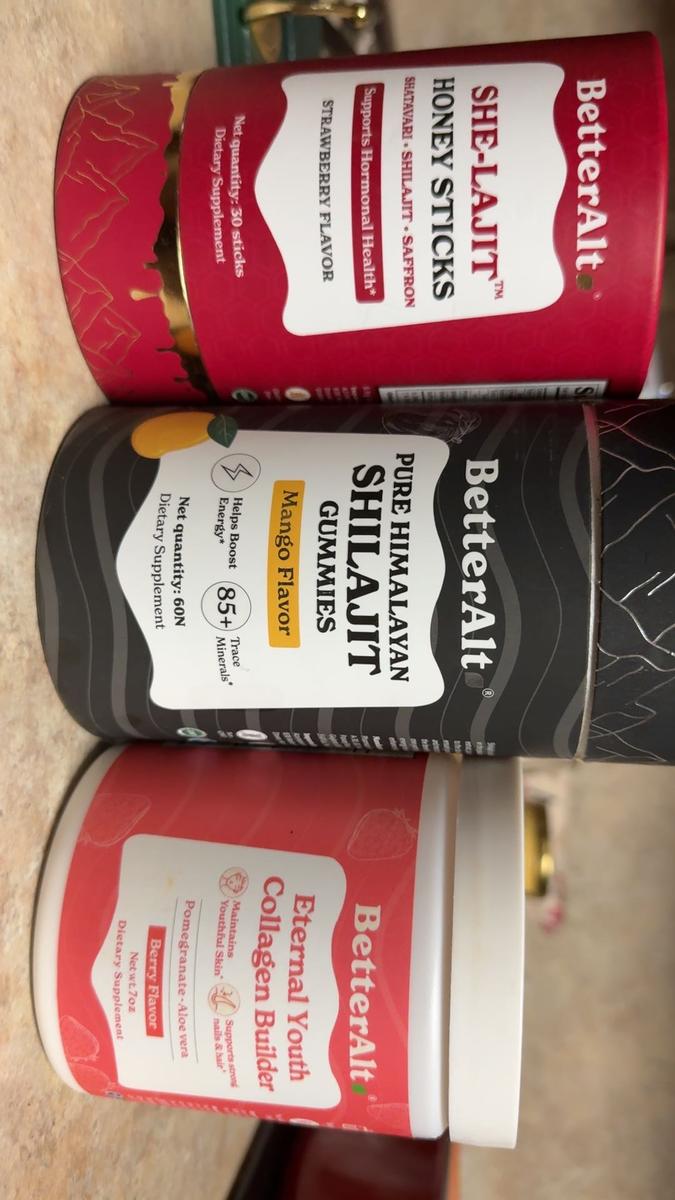 BetterAlt ®
SHE-LAJIT™
HONEY STICKS
SHATAVARI • SHILAJIT • SAFFRON
Supports Hormonal Health*
STRAWBERRY FLAVOR
Net quantity: 30 sticks
Dietary Supplement
BetterAlt ®
PURE HIMALAYAN
SHILAJIT
GUMMIES
Mango Flavor
Helps Boost
Energy*
85+
Trace
Minerals*
Net quantity: 60N
Dietary Supplement
BetterAlt ®
Eternal Youth
Collagen Builder
Maintains
Youthful Skin*
Supports strong
nails & hair*
Pomegranate • Aloe vera
Berry Flavor
Net wt. 7oz
Dietary Supplement